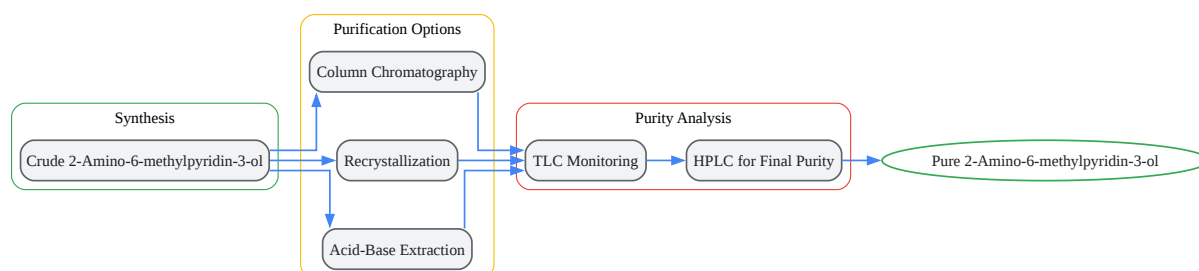 Purification Options
Column Chromatography
Synthesis
Purity Analysis
Crude 2-Amino-6-methylpyridin-3-ol
Recrystallization
TLC Monitoring
HPLC for Final Purity
Pure 2-Amino-6-methylpyridin-3-ol
Acid-Base Extraction